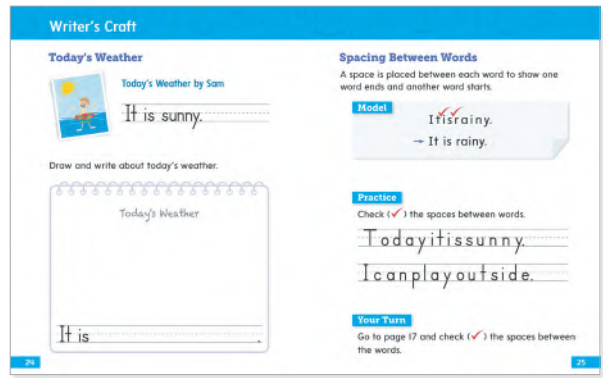 Writer's Craft
Today's Weather
Today's Weather by Sam
It is sunny.
Draw and write about today's weather.
Today's Weather
It is .
24
Spacing Between Words
A space is placed between each word to show one
word ends and another word starts.
Model
Itisrainy.
→ It is rainy.
Practice
Check (✓) the spaces between words.
Todayitissunny.
Icanplayoutside.
Your Turn
Go to page 17 and check (✓) the spaces between
the words.
25